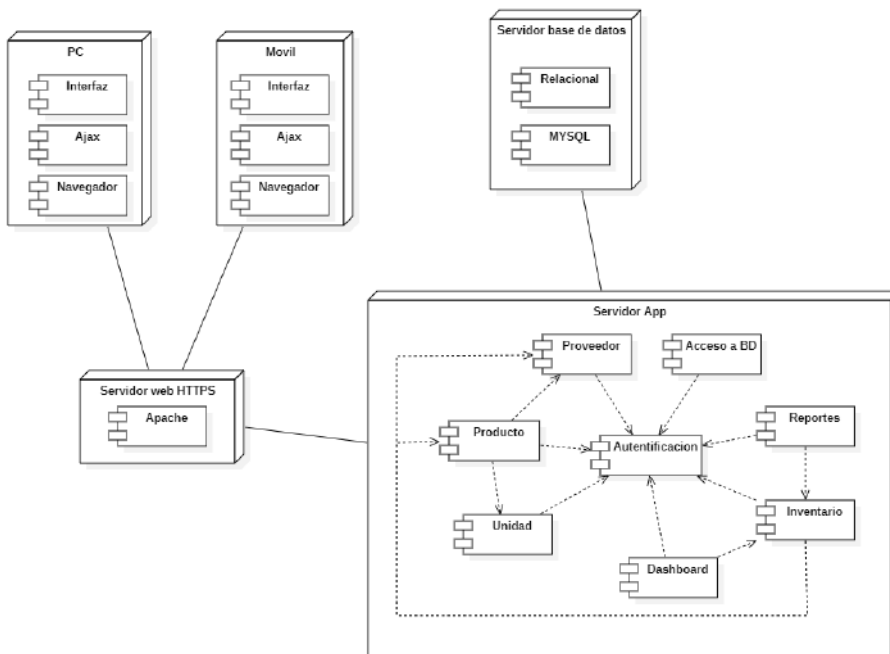 PC
Interfaz
Ajax
Navegador
Movil
Interfaz
Ajax
Navegador
Servidor base de datos
Relacional
MYSQL
Servidor web HTTPS
Apache
Servidor App
Proveedor
Acceso a BD
Producto
Autentificacion
Reportes
Unidad
Inventario
Dashboard